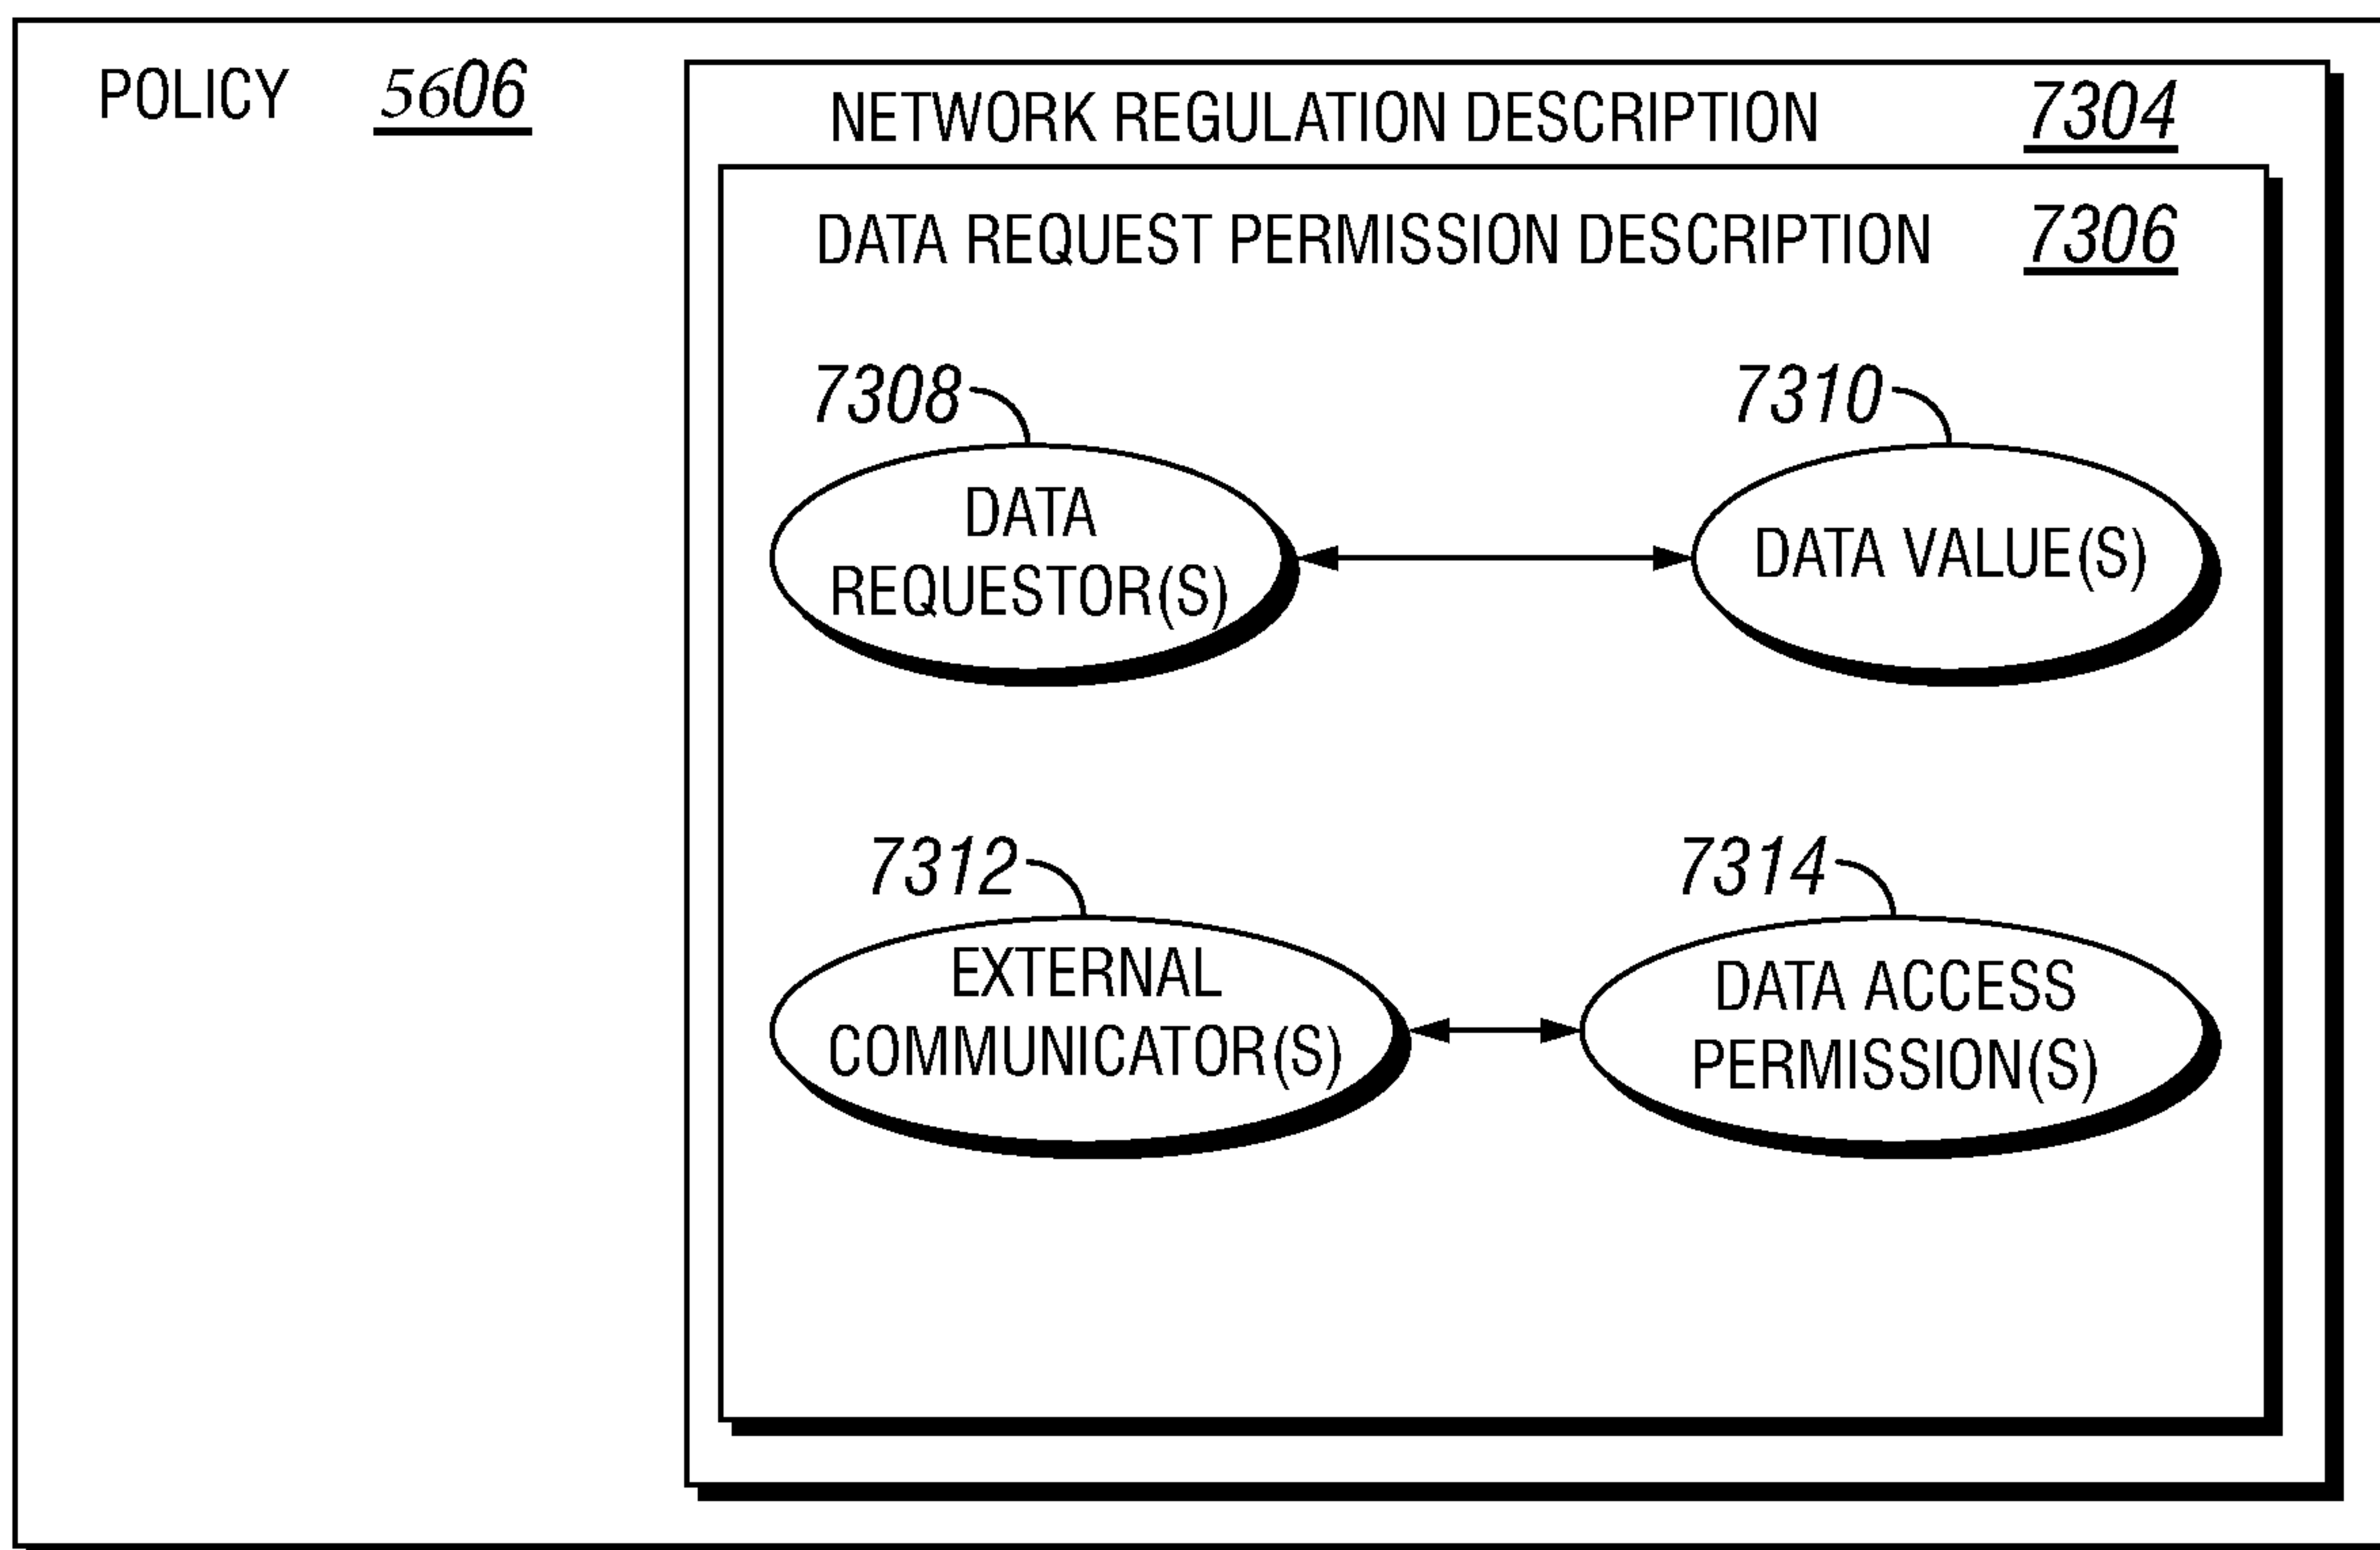 POLICY 5606
NETWORK REGULATION DESCRIPTION 7304
DATA REQUEST PERMISSION DESCRIPTION 7306
7308
7310
DATA
REQUESTOR(S)
DATA VALUE(S)
7312
7314
EXTERNAL
COMMUNICATOR(S)
DATA ACCESS
PERMISSION(S)